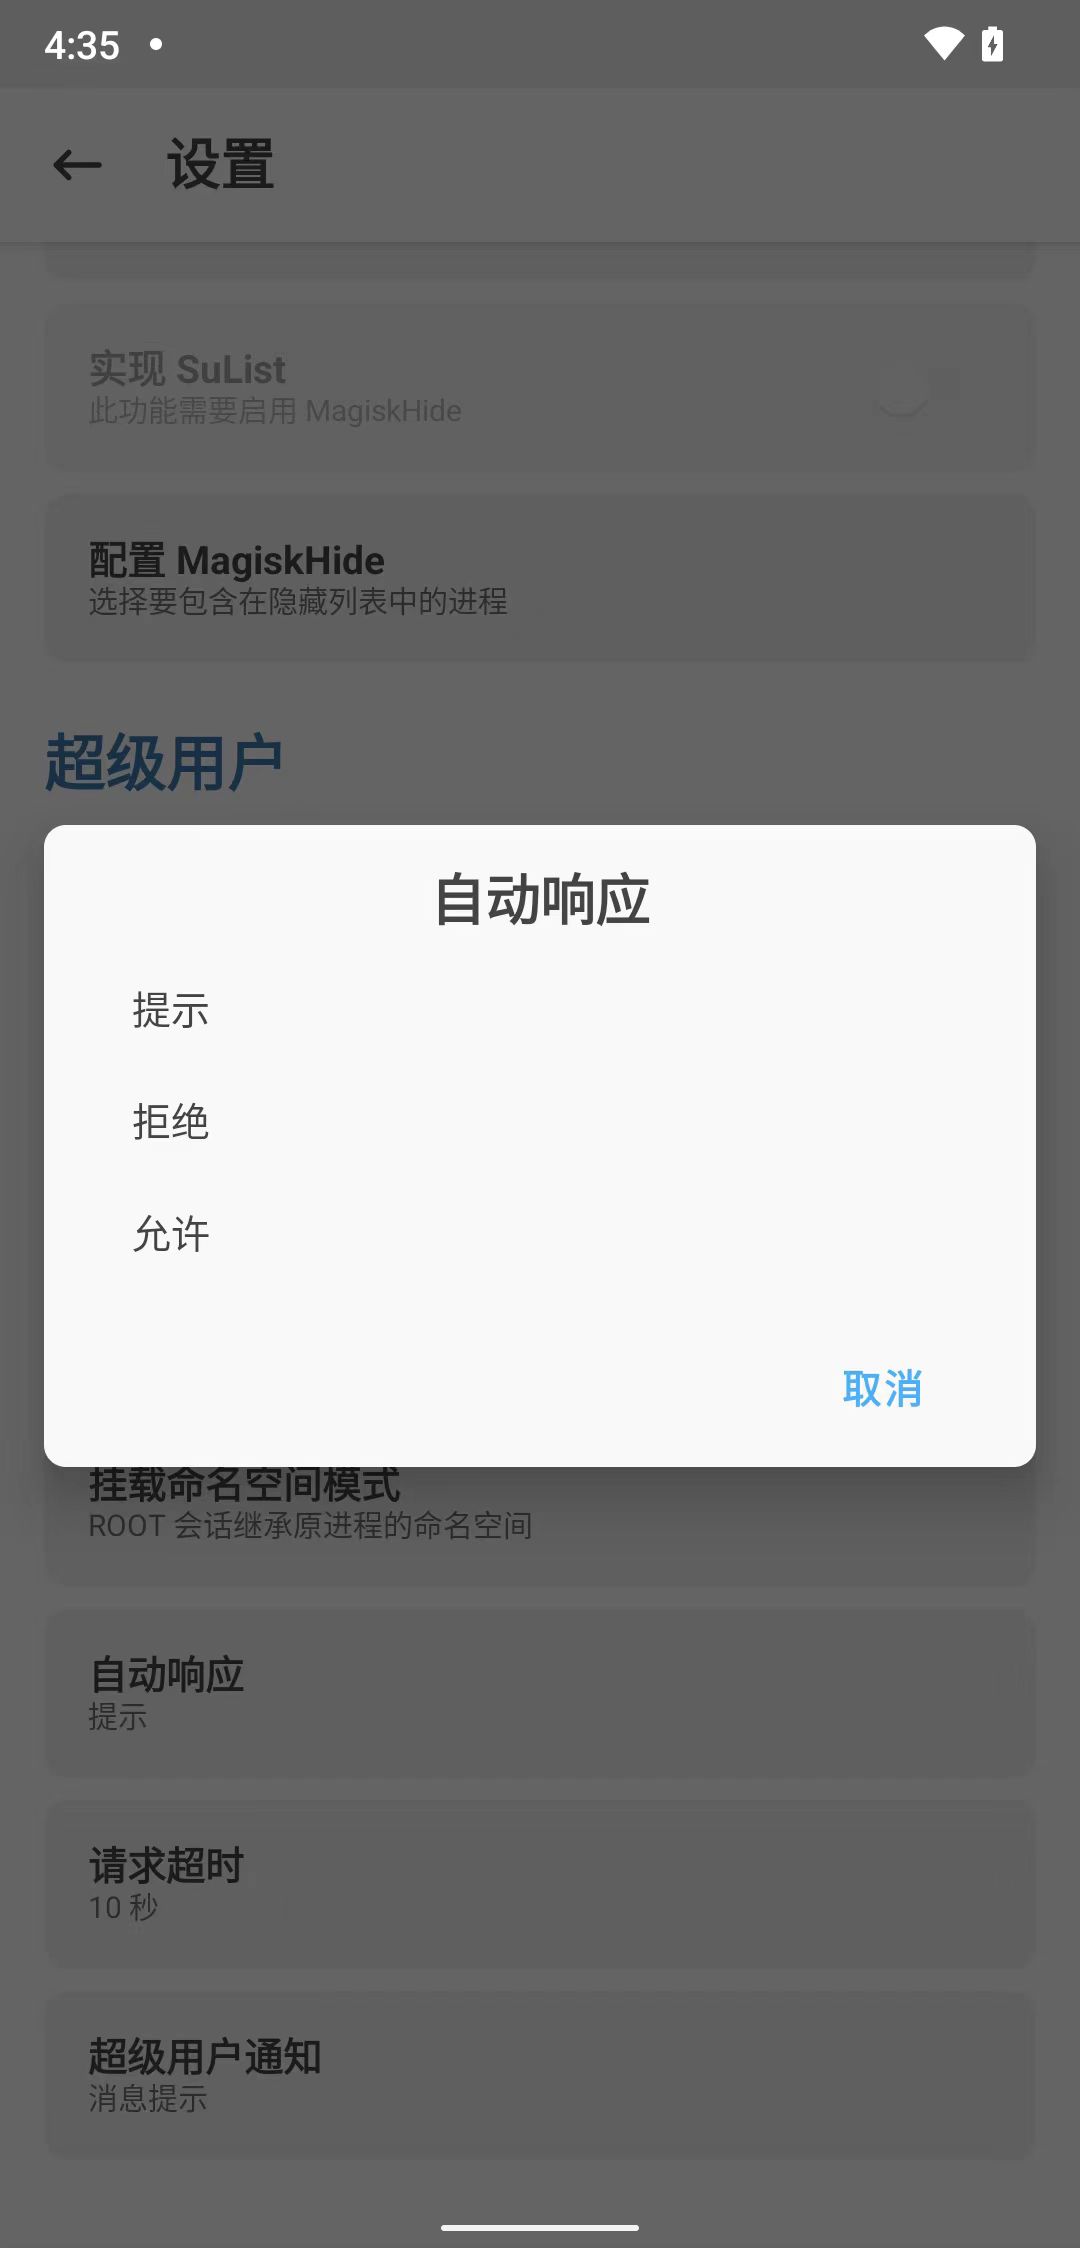 4:35
设置
实现 SuList
此功能需要启用 MagiskHide
配置 MagiskHide
选择要包含在隐藏列表中的进程
超级用户
自动响应
提示
拒绝
允许
取消
挂载命名空间模式
ROOT 会话继承原进程的命名空间
自动响应
提示
请求超时
10 秒
超级用户通知
消息提示